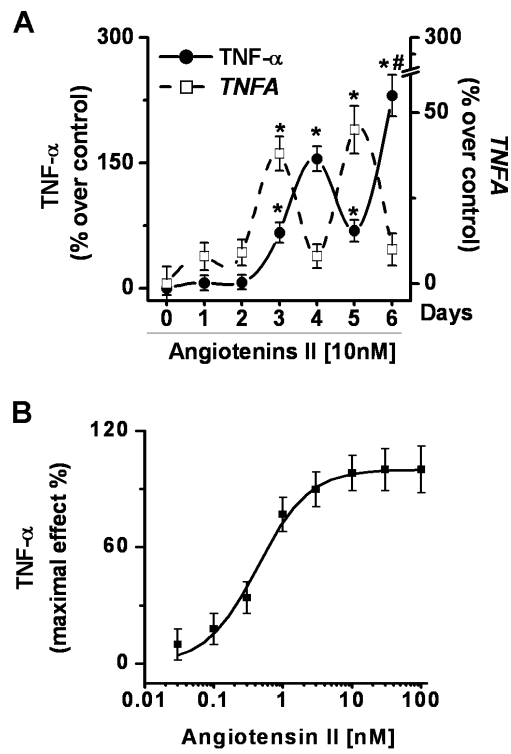 A
300
300
TNF-α
TNFA
* #
* * *
50
150
* *
TNF-α
(% over control)
TNFA
(% over control)
0
0
0 1 2 3 4 5 6 Days
Angiotenins II [10nM]
B
120
60
0
TNF-α
(maximal effect %)
0.01 0.1 1 10 100
Angiotensin II [nM]